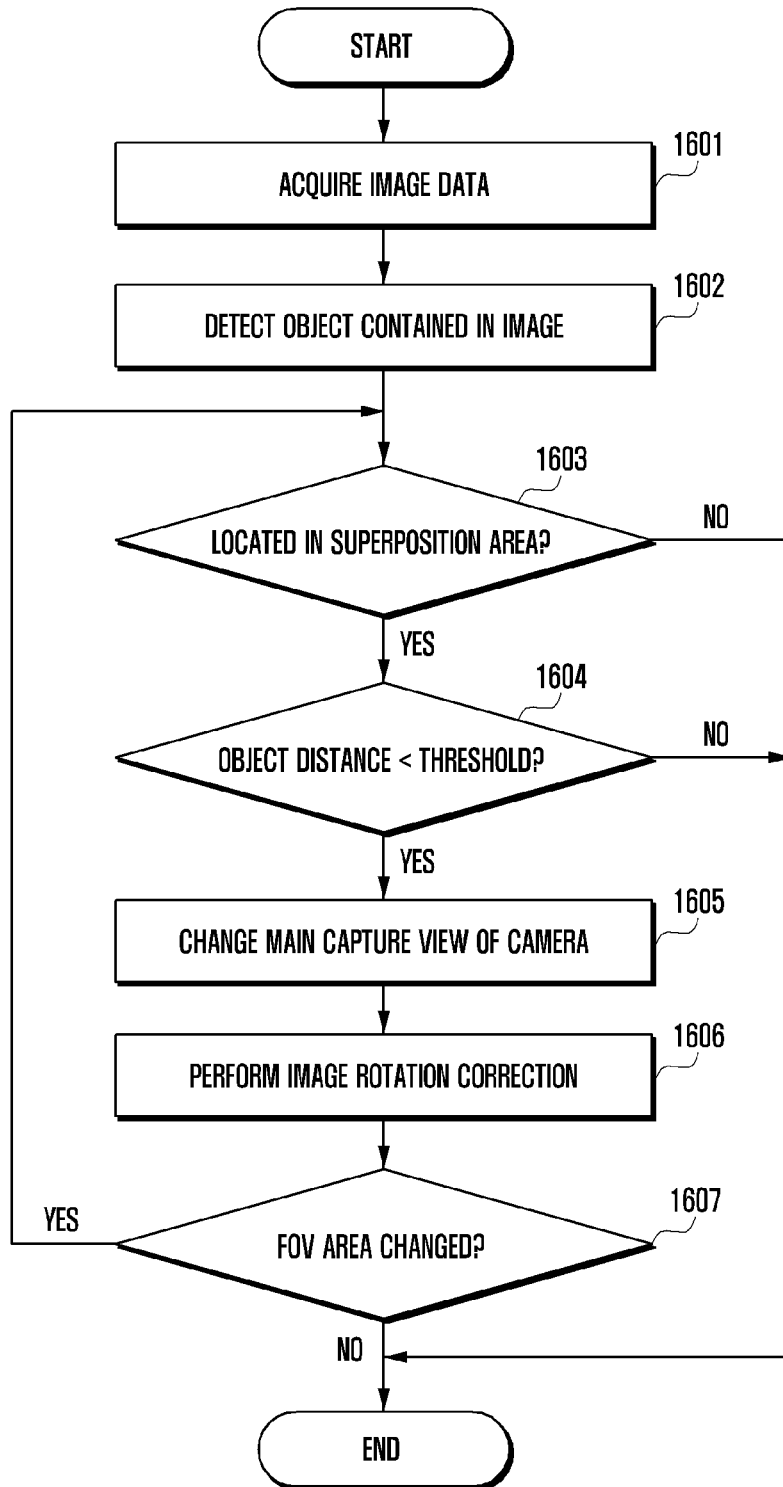 START
1601
ACQUIRE IMAGE DATA
1602
DETECT OBJECT CONTAINED IN IMAGE
1603
LOCATED IN SUPERPOSITION AREA?
NO
YES
1604
OBJECT DISTANCE < THRESHOLD?
NO
YES
1605
CHANGE MAIN CAPTURE VIEW OF CAMERA
1606
PERFORM IMAGE ROTATION CORRECTION
1607
YES
FOV AREA CHANGED?
NO
END